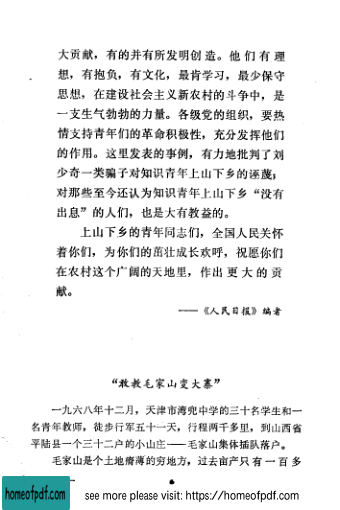 大贡献，有的并有所发明创造。他们有理
想，有抱负，有文化，最肯学习，最少保守
思想，在建设社会主义新农村的斗争中，是
一支生气勃勃的力量。各级党的组织，要热
情支持青年们的革命积极性，充分发挥他们
的作用。这里发表的事例，有力地批判了刘
少奇一类骗子对知识青年上山下乡的诬蔑；
对那些至今还认为知识青年上山下乡“没有
出息”的人们，也是大有教益的。
上山下乡的青年同志们，全国人民关怀
着你们，为你们的茁壮成长欢呼，祝愿你们
在农村这个广阔的天地里，作出更大的贡
献。
——《人民日报》编者
“敢教毛家山变大寨”
一九六八年十二月，天津市湾兜中学的三十名学生和一
名青年教师，徒步行军五十一天，行程两千多里，到山西省
平陆县一个三十二户的小山庄——毛家山集体插队落户。
毛家山是个土地瘠薄的穷地方，过去亩产只有一百多
homeofpdf.com
see more please visit: https://homeofpdf.com